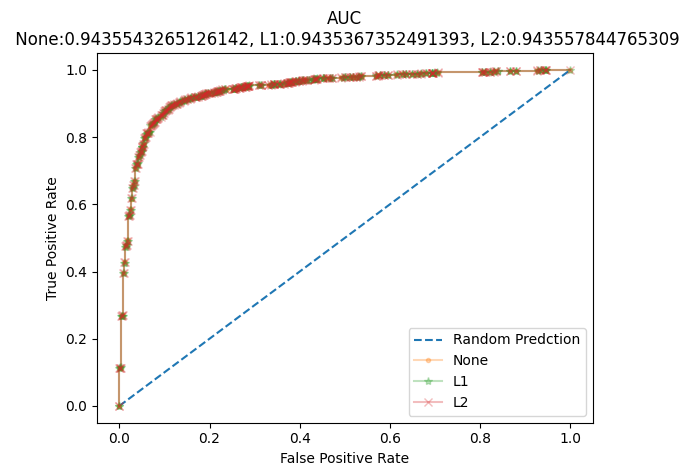 AUC
None:0.9435543265126142, L1:0.9435367352491393, L2:0.943557844765309
1.0
0.8
0.6
0.4
0.2
0.0
True Positive Rate
Random Predction
None
L1
L2
0.0 0.2 0.4 0.6 0.8 1.0
False Positive Rate